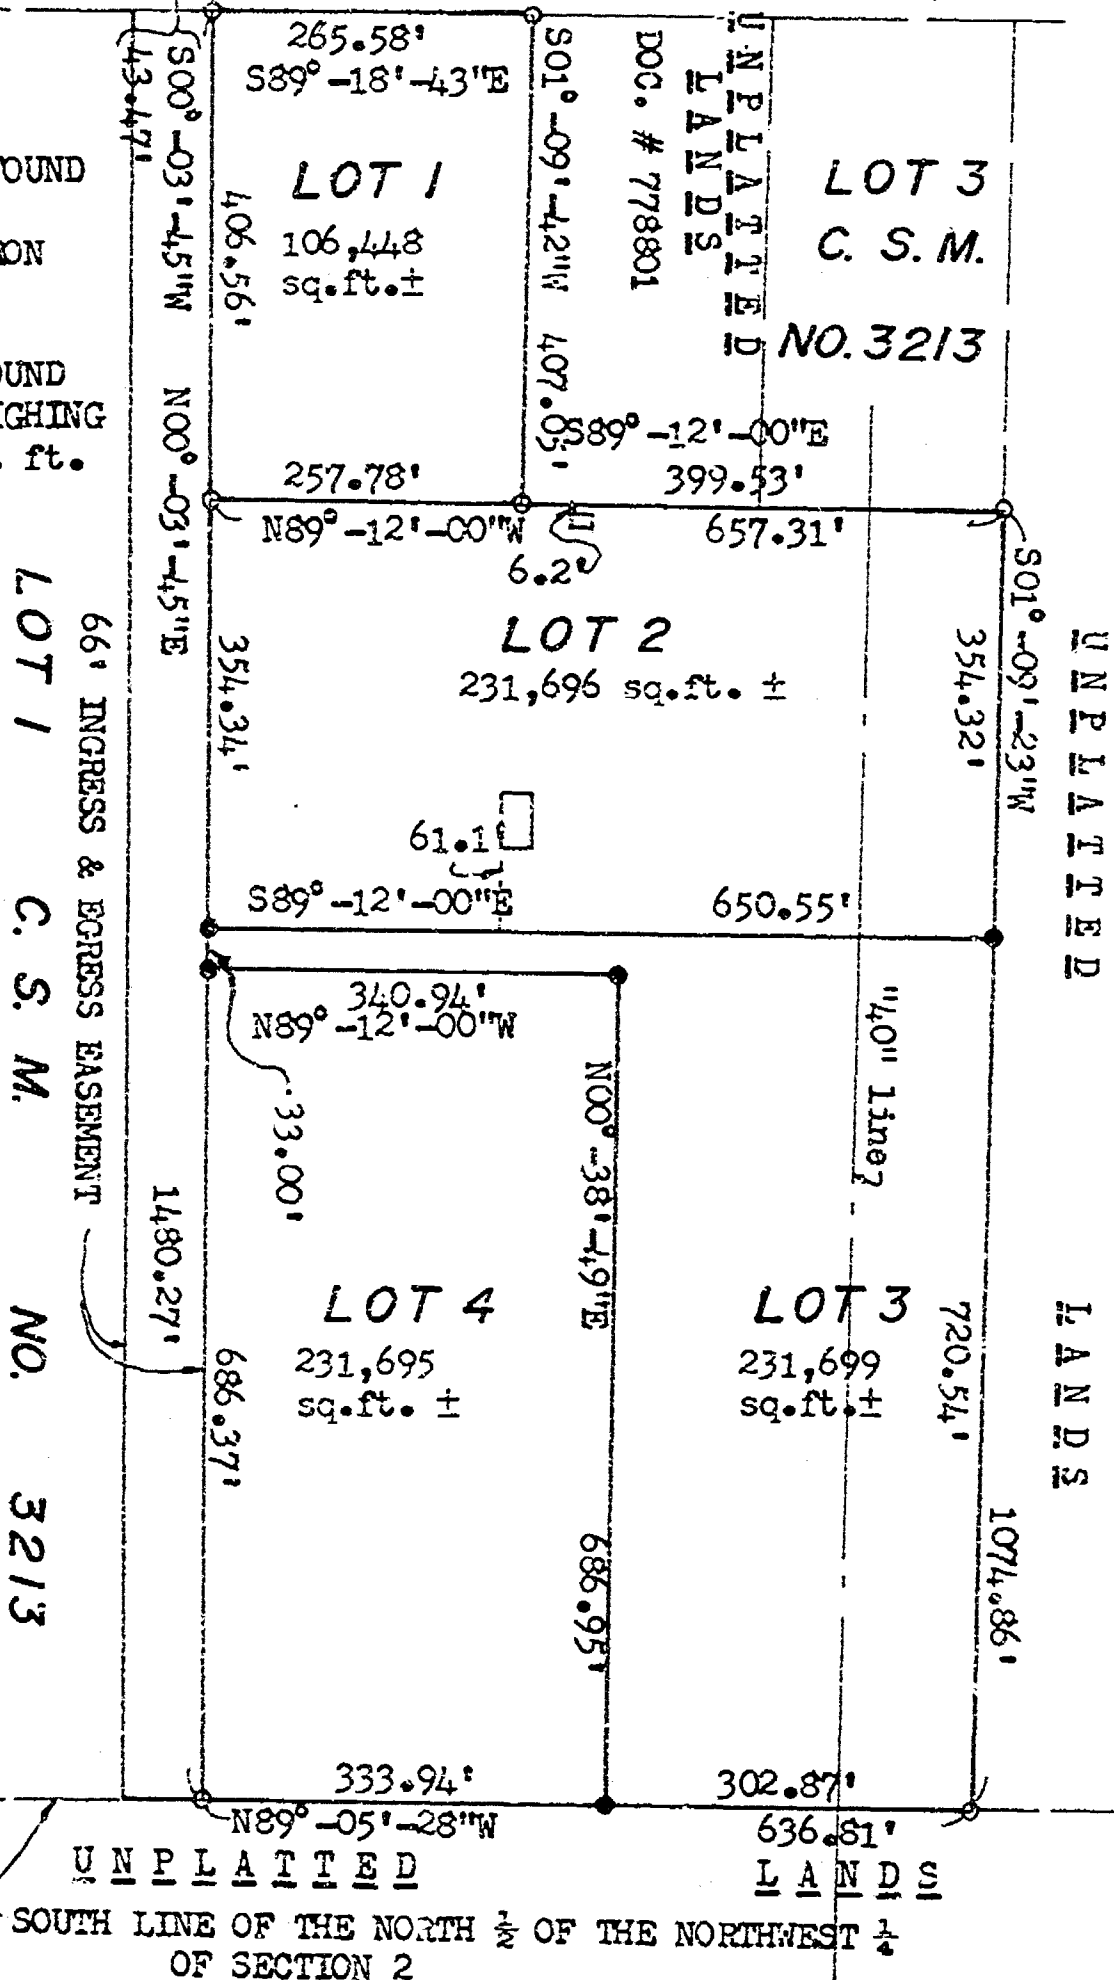 265.58'
S89°-18'-43"E
43.47'
S00°-03'-45"W
S01°-09'-42"W 407.05'
DOC. # 778801
UNPLATTED
LANDS
LOT 1
106,448
sq.ft.±
406.56'
LOT 3
C. S. M.
NO. 3213
OUND
ON
OUND
IGHING
. ft.
N00°-03'-45"E
S89°-12'-00"E
257.78'
399.53'
N89°-12'-00"W
657.31'
6.2'
S01°-09'-23"W
LOT 2
231,696 sq.ft. ±
354.34'
354.32'
UNPLATTED
LANDS
LOT 1 C. S. M. NO. 3213
66' INGRESS & EGRESS EASEMENT
61.1'
S89°-12'-00"E
650.55'
340.94'
N89°-12'-00"W
33.00'
"40" line
N00°-38'-49"E
1480.27'
LOT 4
231,695
sq.ft. ±
LOT 3
231,699
sq.ft.±
720.54'
686.37'
686.95'
1074.86'
333.94'
302.87'
N89°-05'-28"W
636.81'
UNPLATTED LANDS
SOUTH LINE OF THE NORTH ½ OF THE NORTHWEST ¼
OF SECTION 2